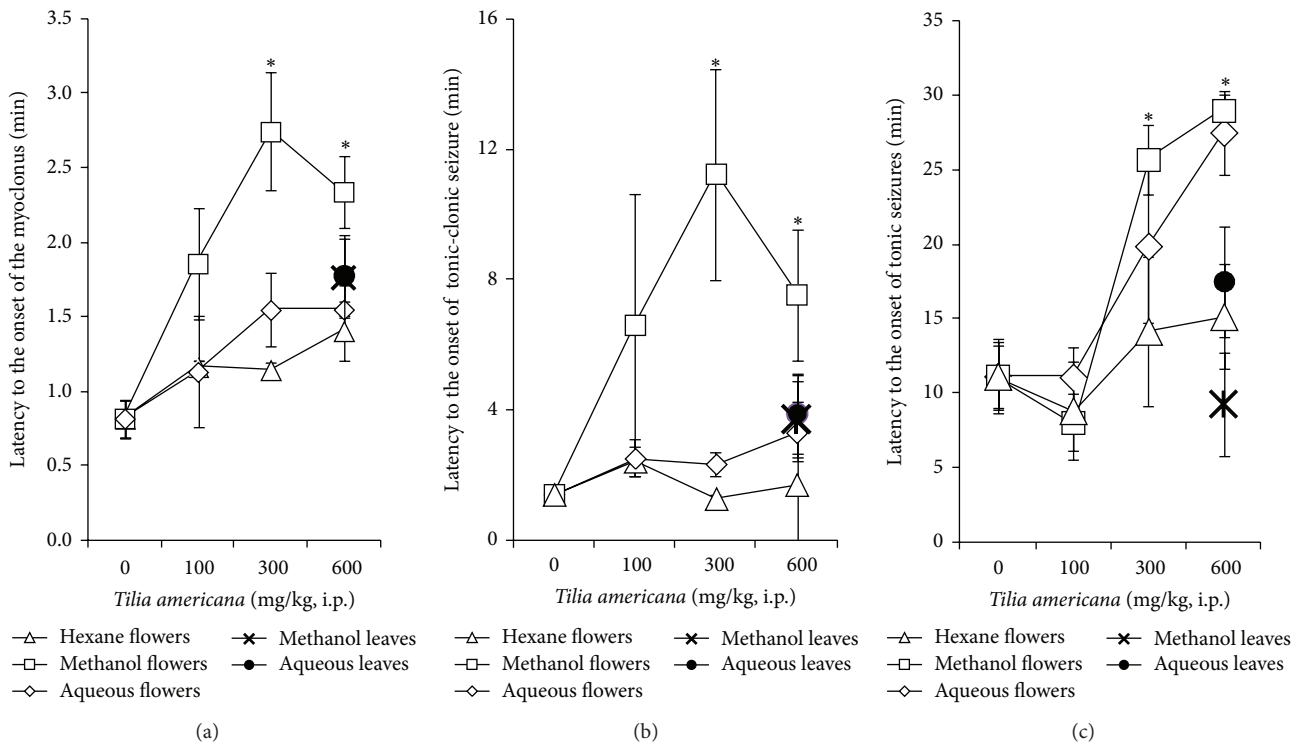 Latency to the onset of the myoclonus (min)
3.5
3.0
2.5
2.0
1.5
1.0
0.5
0.0
*
*
0 100 300 600
Tilia americana (mg/kg, i.p.)
Hexane flowers
Methanol flowers
Aqueous flowers
Methanol leaves
Aqueous leaves
(a)
Latency to the onset of tonic-clonic seizure (min)
16
12
8
4
0
*
*
0 100 300 600
Tilia americana (mg/kg, i.p.)
Hexane flowers
Methanol flowers
Aqueous flowers
Methanol leaves
Aqueous leaves
(b)
Latency to the onset of tonic seizures (min)
35
30
25
20
15
10
5
0
*
*
0 100 300 600
Tilia americana (mg/kg, i.p.)
Hexane flowers
Methanol flowers
Aqueous flowers
Methanol leaves
Aqueous leaves
(c)